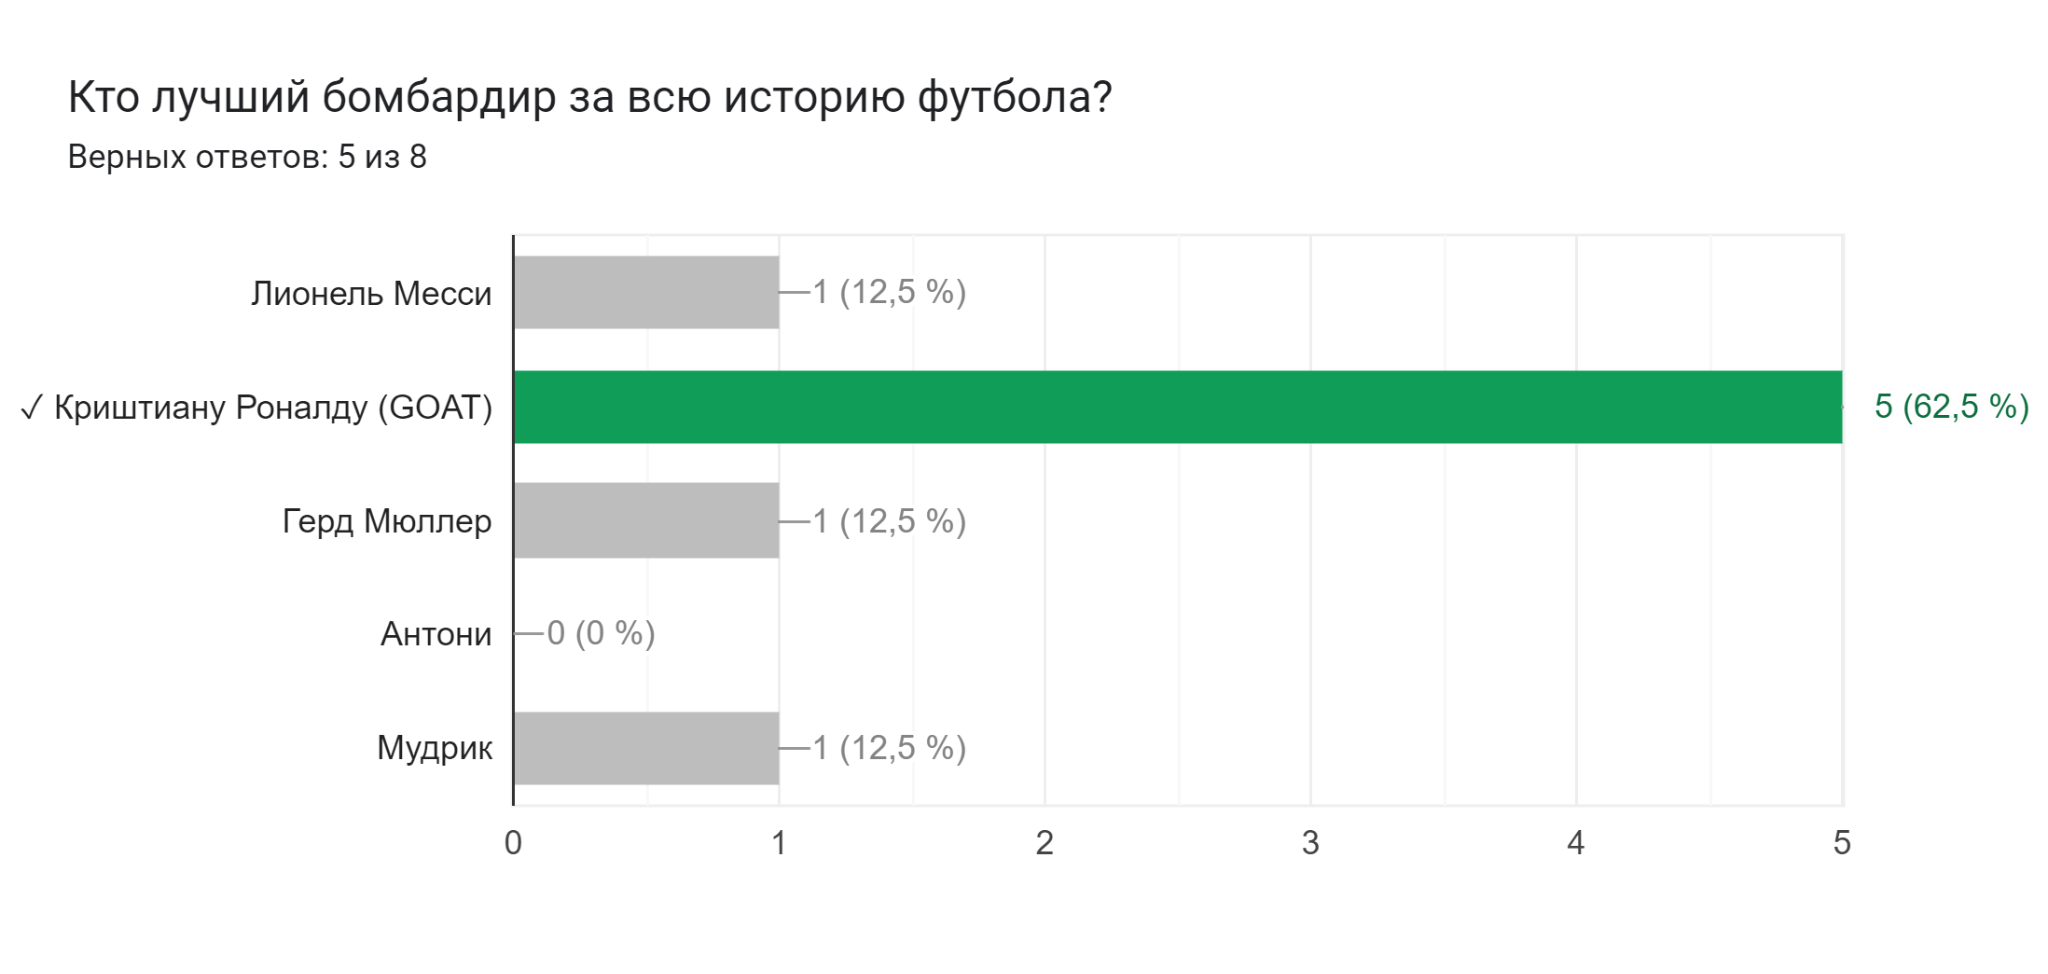 Кто лучший бомбардир за всю историю футбола?
Верных ответов: 5 из 8
Лионель Месси 1 (12,5 %)
✓ Криштиану Роналду (GOAT) 5 (62,5 %)
Герд Мюллер 1 (12,5 %)
Антони 0 (0 %)
Мудрик 1 (12,5 %)
0 1 2 3 4 5